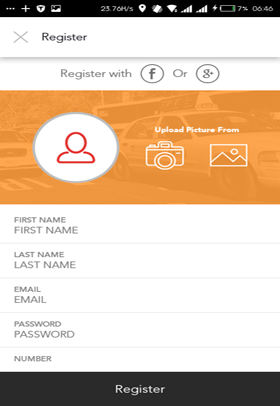 ... 23.76K/s 7% 06:46
Register
Register with f Or g+
Upload Picture From
FIRST NAME
FIRST NAME
LAST NAME
LAST NAME
EMAIL
EMAIL
PASSWORD
PASSWORD
NUMBER
Register